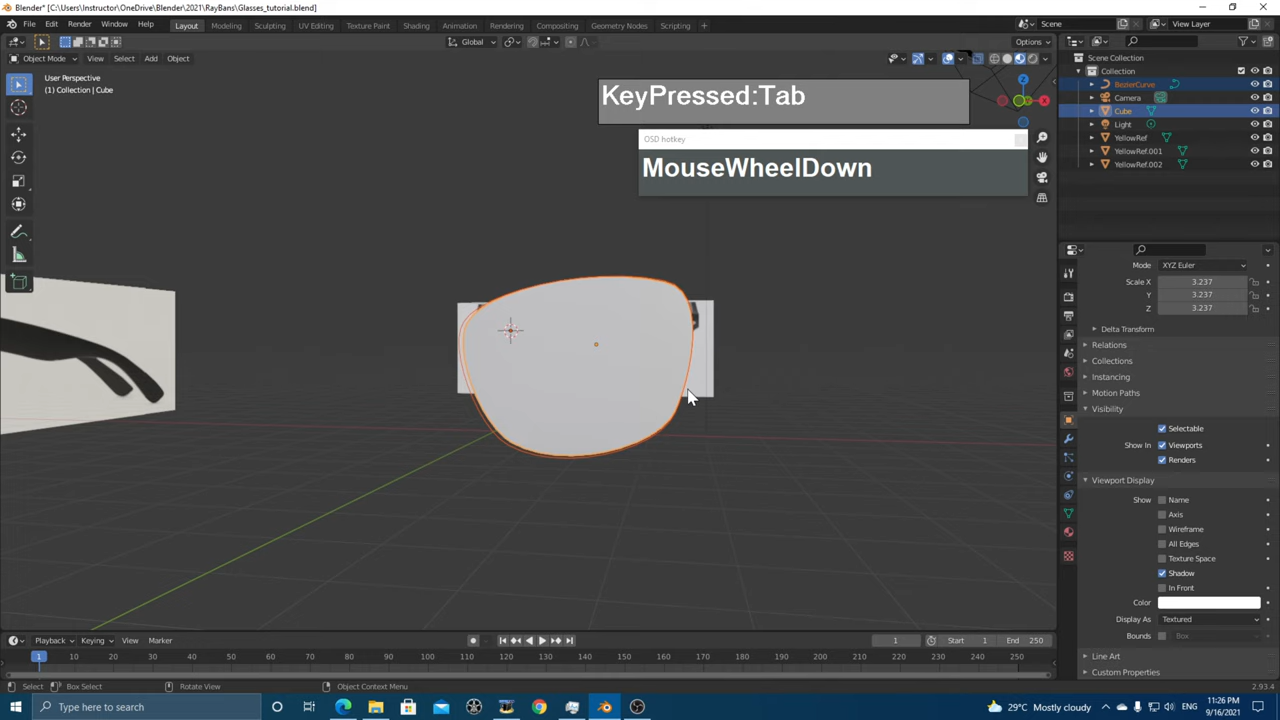 Blender* [C:\Users\Instructor\OneDrive\Blender\2021\RayBans\Glasses_tutorial.blend]
File Edit Render Window Help Layout Modeling Sculpting UV Editing Texture Paint Shading Animation Rendering Compositing Geometry Nodes Scripting + Scene View Layer
Global Options
Object Mode View Select Add Object
User Perspective
(1) Collection | Cube
KeyPressed:Tab
OSD hotkey
MouseWheelDown
X
Z
Scene Collection
Collection
BezierCurve
Camera
Cube
Light
YellowRef
YellowRef.001
YellowRef.002
Mode XYZ Euler
Scale X 3.237
Y 3.237
Z 3.237
Delta Transform
Relations
Collections
Instancing
Motion Paths
Visibility
Selectable
Show In Viewports
Renders
Viewport Display
Show Name
Axis
Wireframe
All Edges
Texture Space
Shadow
In Front
Color
Display As Textured
Bounds Box
Line Art
Custom Properties
Playback Keying View Marker 1 Start 1 End 250
1 10 20 30 40 50 60 70 80 90 100 110 120 130 140 150 160 170 180 190 200 210 220 230 240 250
Select Box Select Rotate View Object Context Menu 2.93.4
Type here to search 29°C Mostly cloudy 11:26 PM
9/16/2021